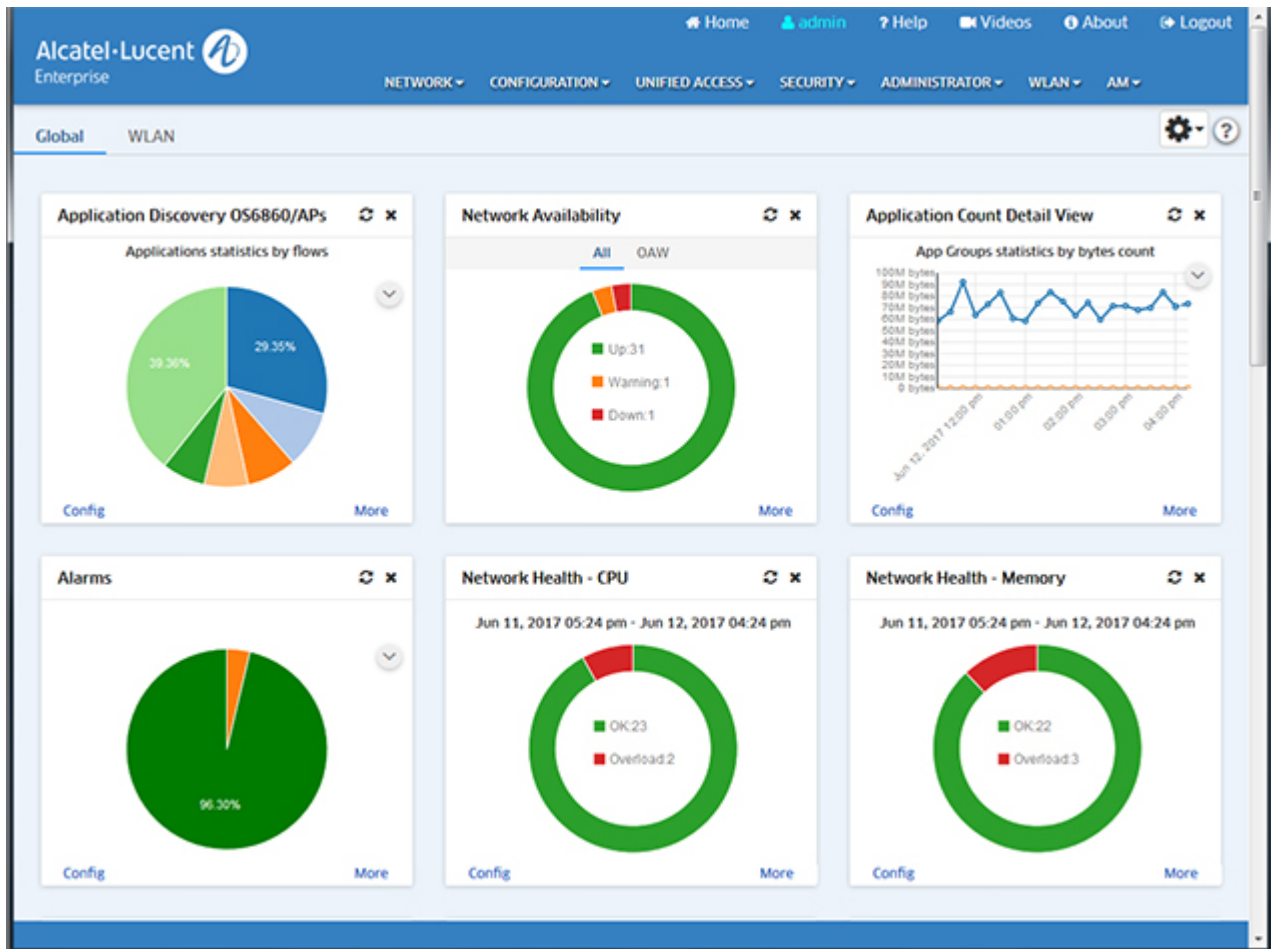 Home admin ? Help Videos About Logout
Alcatel·Lucent
Enterprise
NETWORK CONFIGURATION UNIFIED ACCESS SECURITY ADMINISTRATOR WLAN AM
Global WLAN
?
Application Discovery OS6860/APs
Applications statistics by flows
29.35%
39.36%
Config More
Network Availability
All OAW
Up:31
Warning:1
Down:1
More
Application Count Detail View
App Groups statistics by bytes count
100M bytes
90M bytes
80M bytes
70M bytes
60M bytes
50M bytes
40M bytes
30M bytes
20M bytes
10M bytes
0 bytes
Jun 12, 2017 12:00 pm
01:00 pm
02:00 pm
03:00 pm
04:00 pm
Config More
Alarms
96.30%
Config More
Network Health - CPU
Jun 11, 2017 05:24 pm - Jun 12, 2017 04:24 pm
OK:23
Overload:2
Config More
Network Health - Memory
Jun 11, 2017 05:24 pm - Jun 12, 2017 04:24 pm
OK:22
Overload:3
Config More